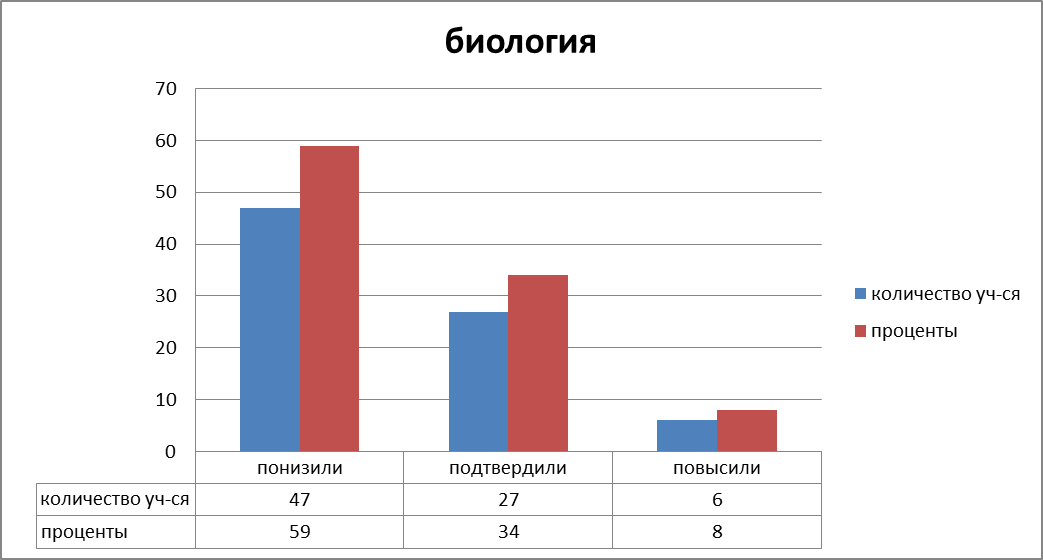 биология
70
60
50
40
30
20
10
0
количество уч-ся
проценты
понизили подтвердили повысили
количество уч-ся 47 27 6
проценты 59 34 8